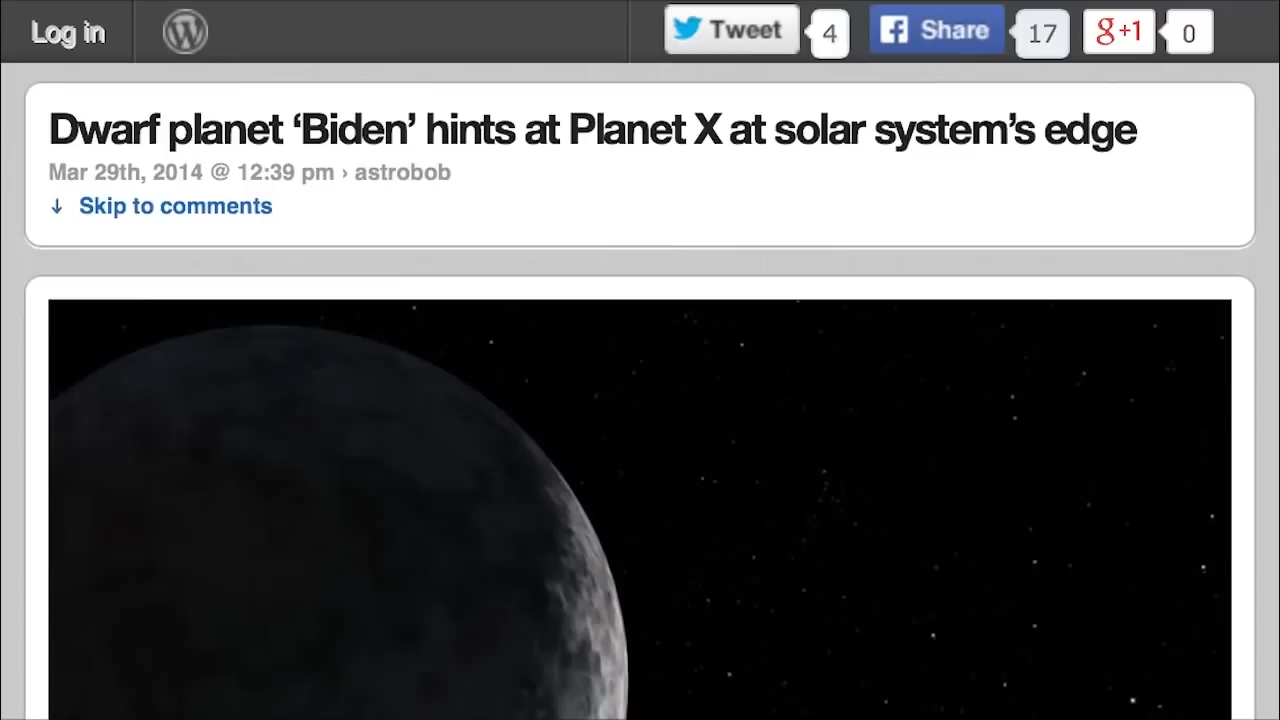 Log in Tweet 4 Share 17 g+1 0
Dwarf planet ‘Biden’ hints at Planet X at solar system’s edge
Mar 29th, 2014 @ 12:39 pm › astrobob
↓ Skip to comments